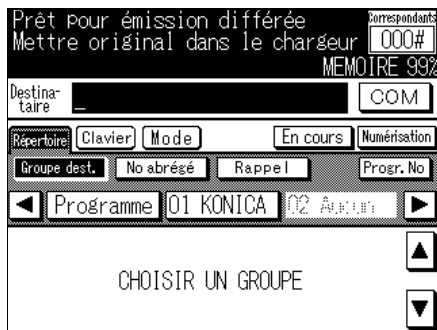 Prêt pour émission différée
Correspondants
Mettre original dans le chargeur 000#
MEMOIRE 99%
Destina-
taire _ COM
Répertoire Clavier Mode En cours Numérisation
Groupe dest. No abrégé Rappel Progr. No
Programme 01 KONICA 02 Aucun
CHOISIR UN GROUPE